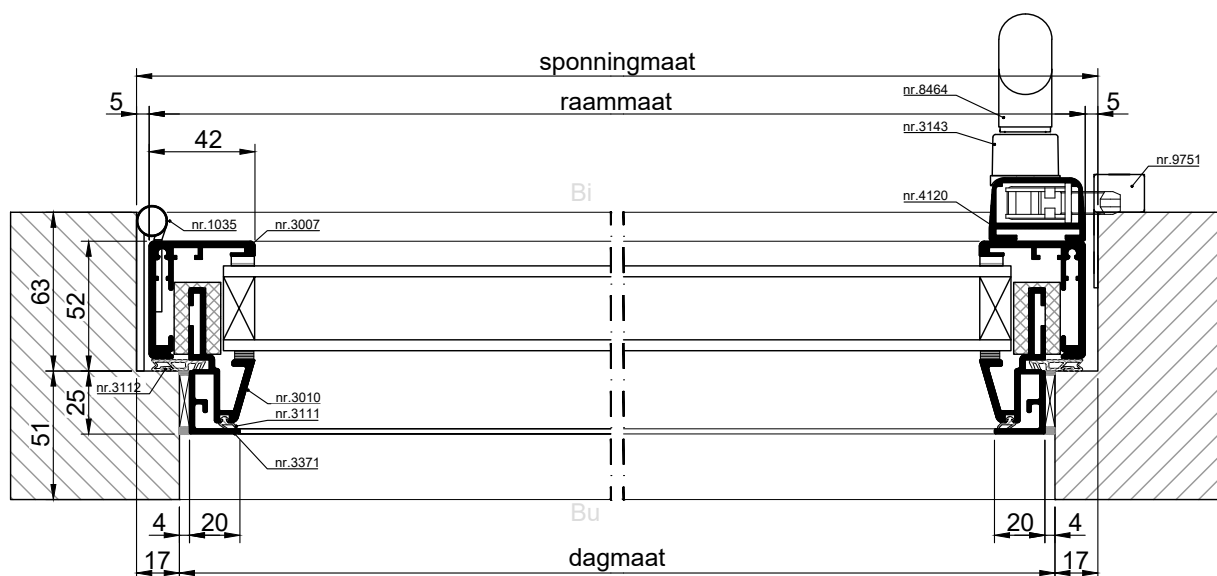 sponningmaat
nr.8464
5 raammaat 5
nr.3143
42
nr.9751
Bi
nr.4120
nr.1035 nr.3007
63
52
nr.3112
nr.3010
25
nr.3111
51
nr.3371
Bu
4 20 20 4
17 dagmaat 17